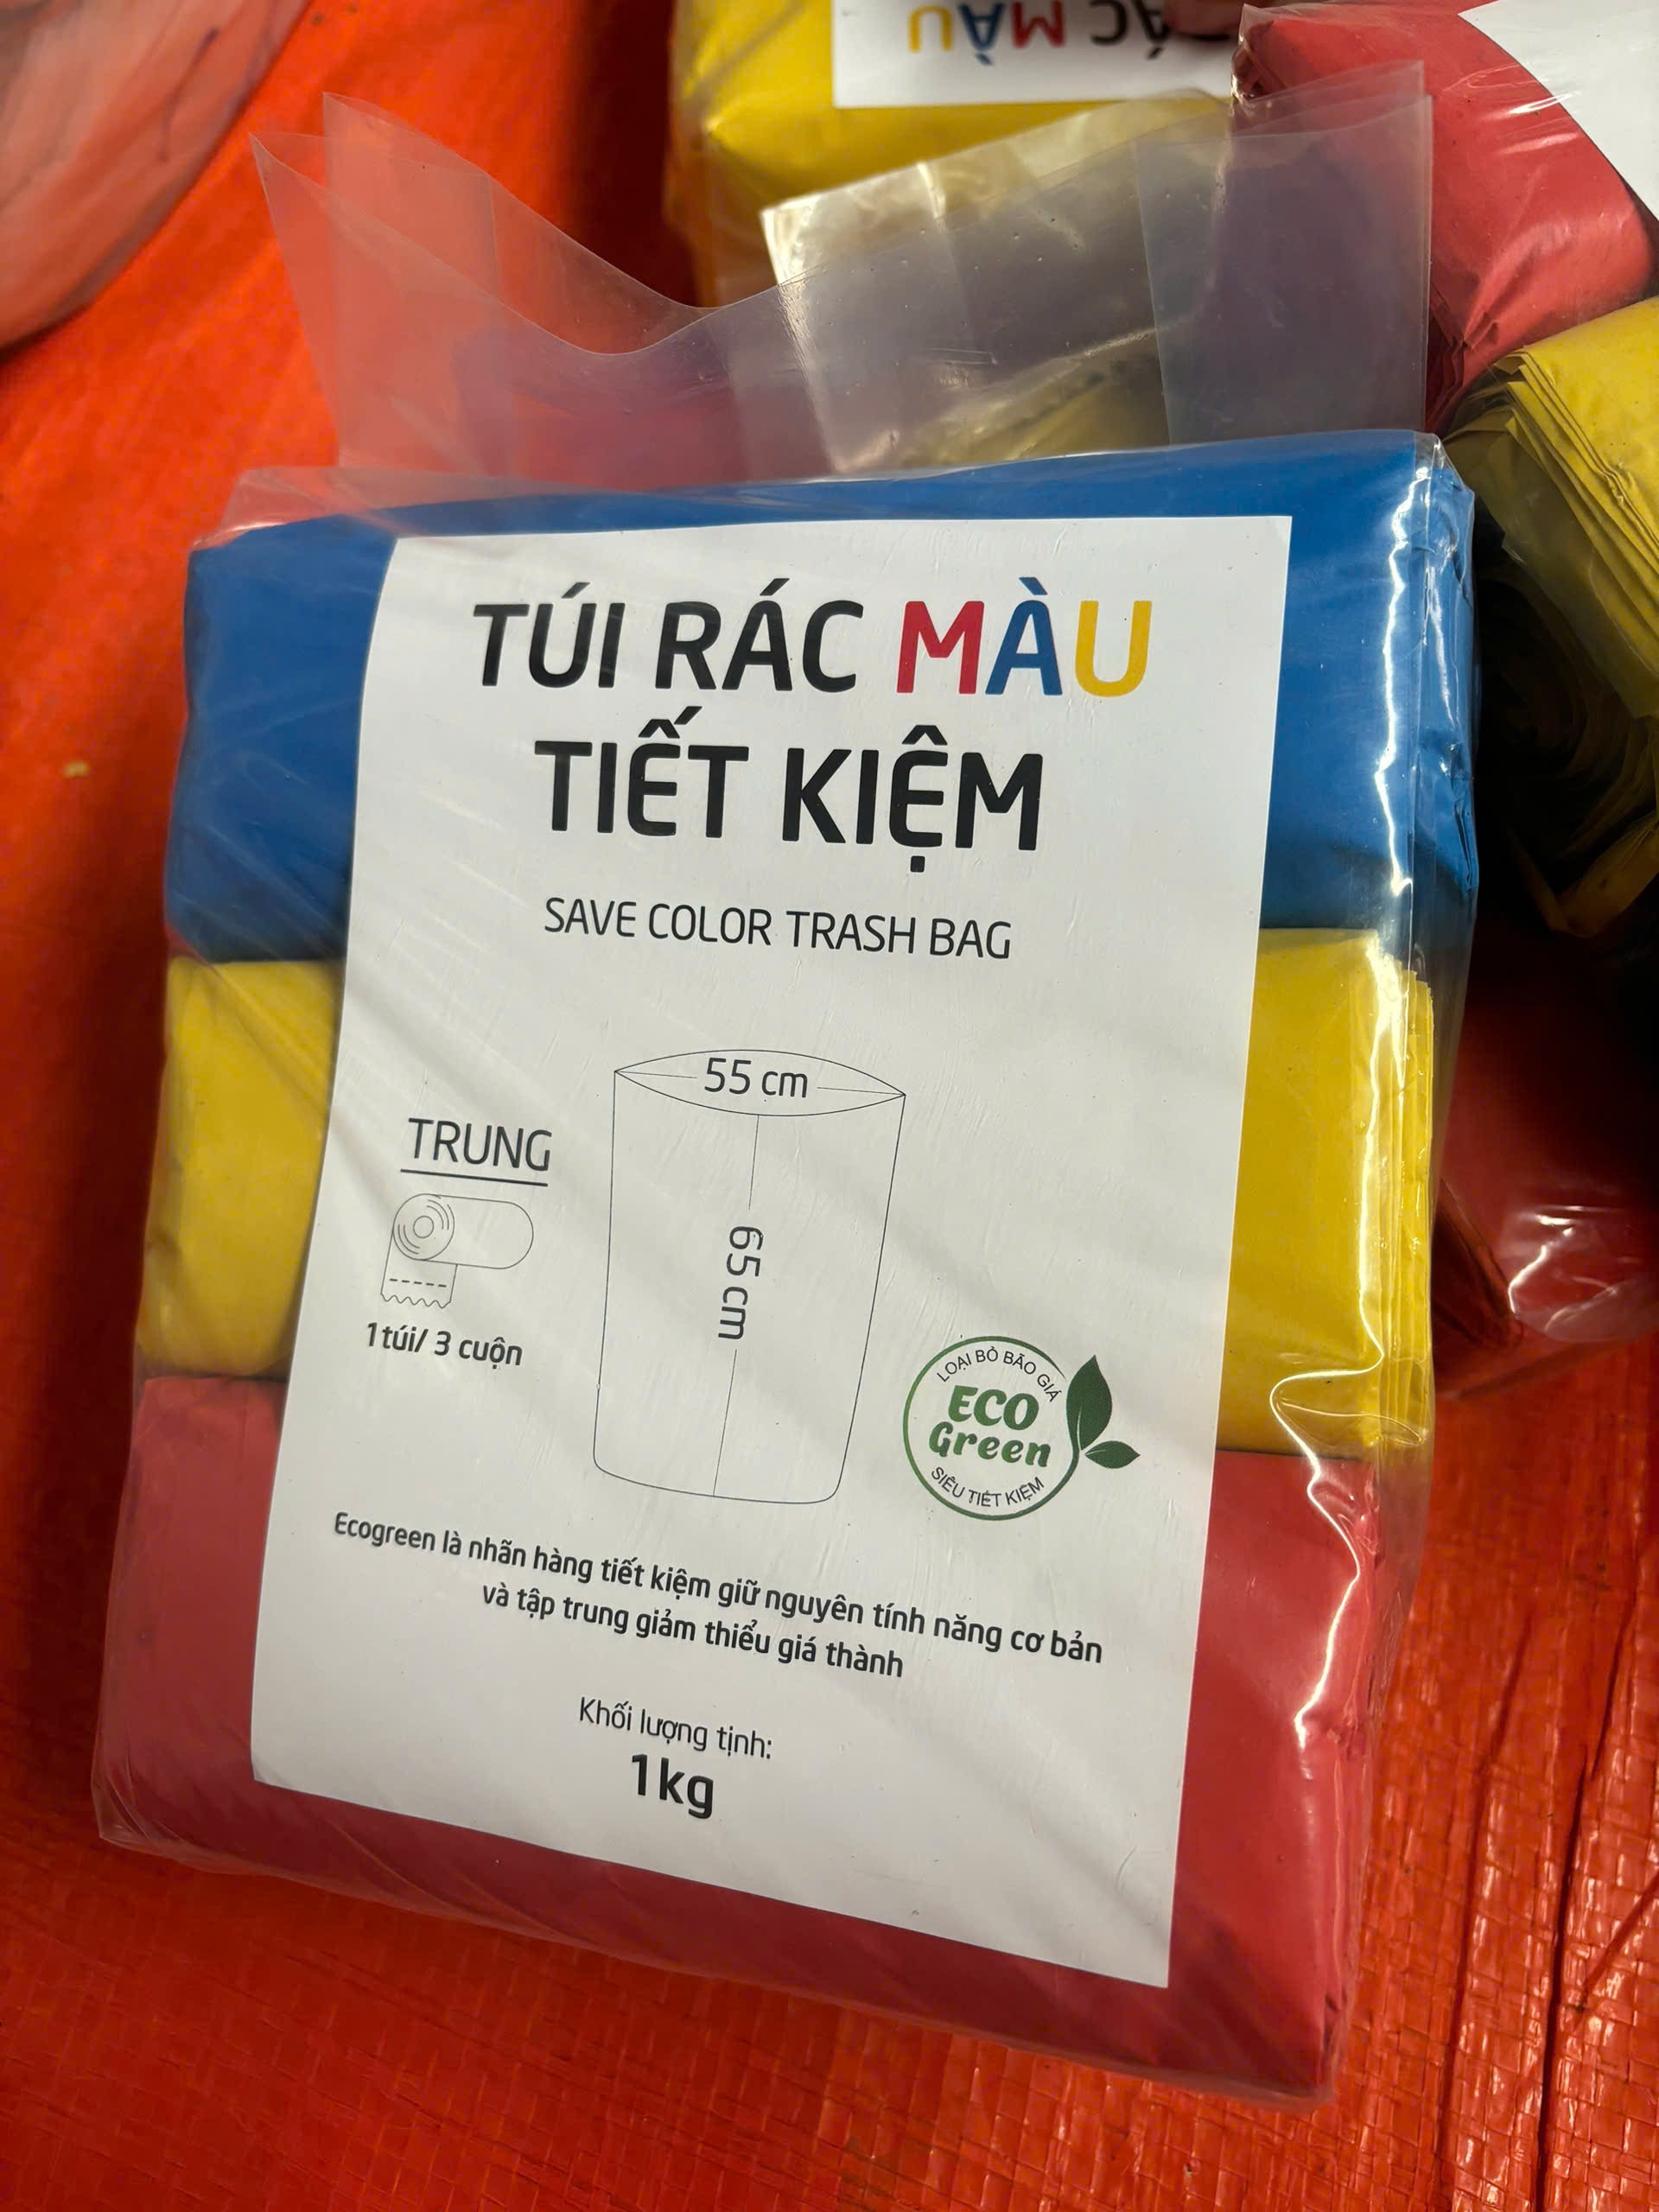 ÁC MÀU
TÚI RÁC MÀU
TIẾT KIỆM
SAVE COLOR TRASH BAG
55 cm
65 cm
TRUNG
1 túi/ 3 cuộn
LOẠI BỎ BÃO GIÁ
ECO
Green
SIÊU TIẾT KIỆM
Ecogreen là nhãn hàng tiết kiệm giữ nguyên tính năng cơ bản
và tập trung giảm thiểu giá thành
Khối lượng tịnh:
1kg